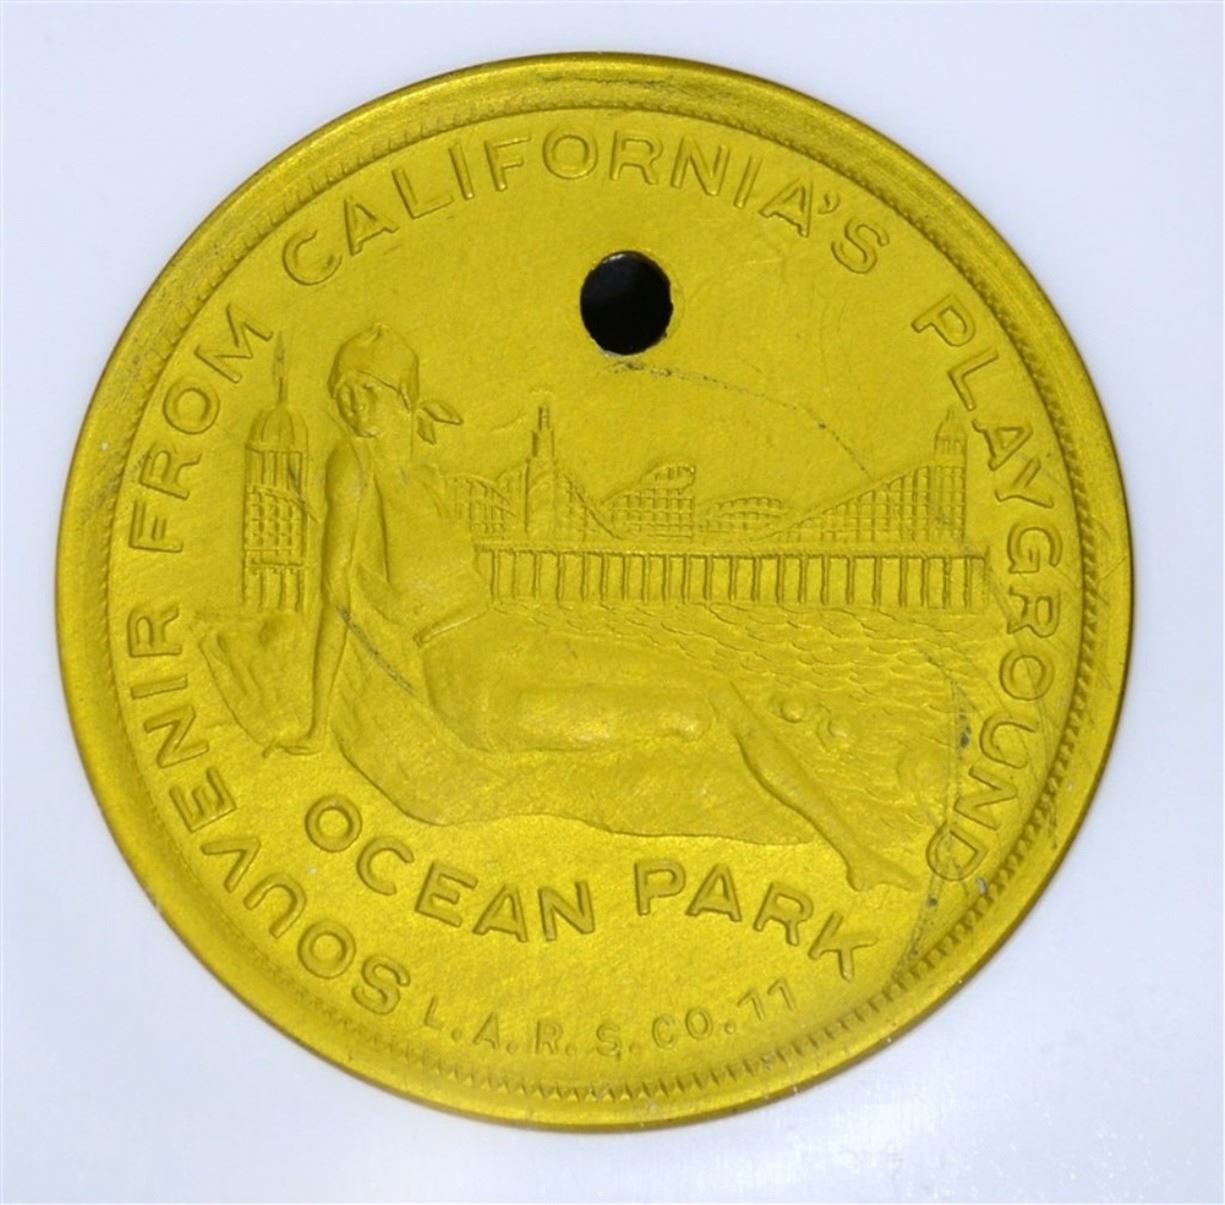 SOUVENIR FROM CALIFORNIA'S PLAYGROUND
OCEAN PARK
L.A.R.S.CO.11